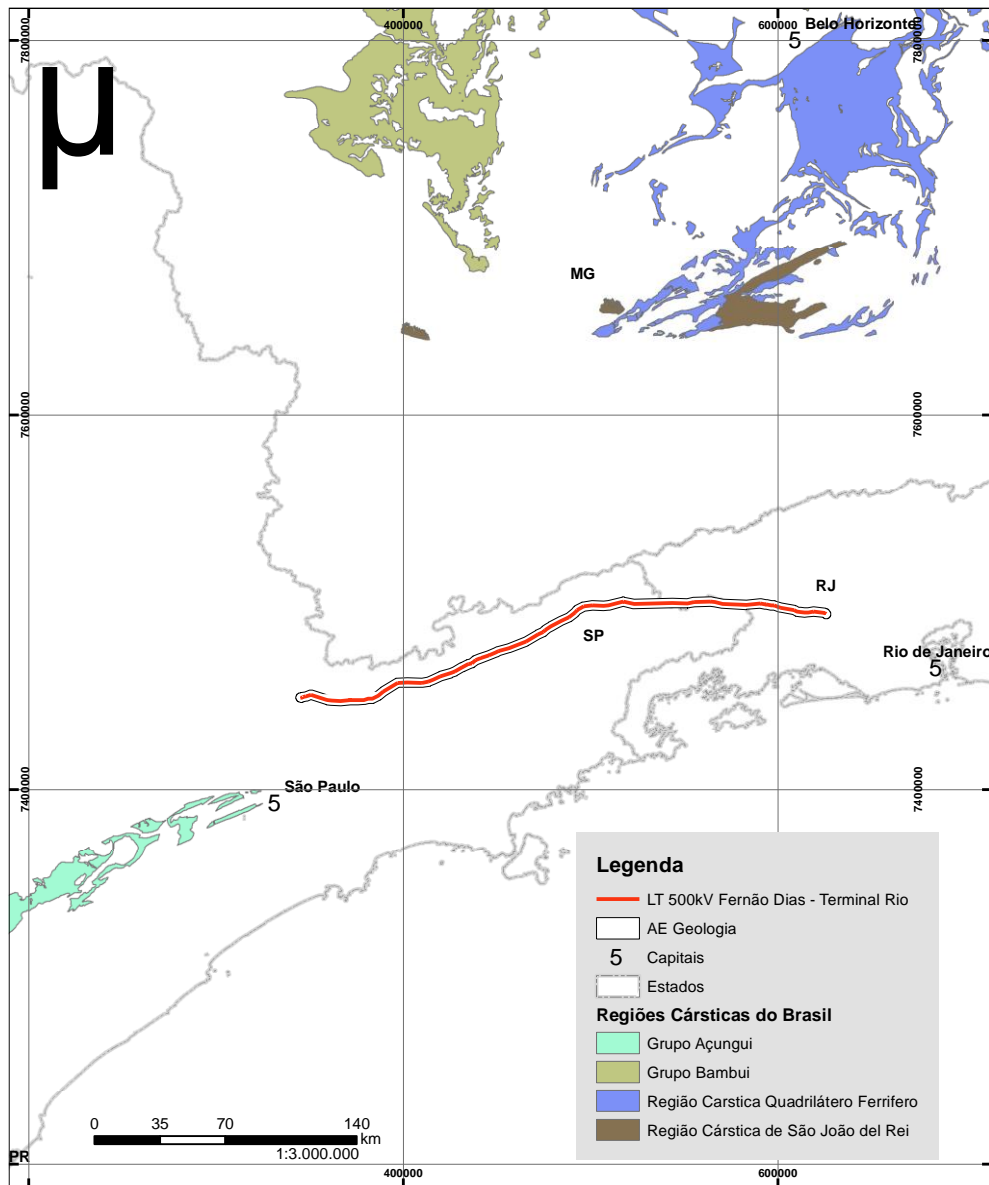 400000
600000
Belo Horizonte
5
7800000
7800000
µ
MG
7600000
7600000
RJ
SP
Rio de Janeiro
5
São Paulo
5
7400000
7400000
Legenda
LT 500kV Fernão Dias - Terminal Rio
AE Geologia
5 Capitais
Estados
Regiões Cársticas do Brasil
Grupo Açungui
Grupo Bambui
Região Carstica Quadrilátero Ferrifero
Região Cárstica de São João del Rei
0 35 70 140
km
1:3.000.000
PR
400000
600000